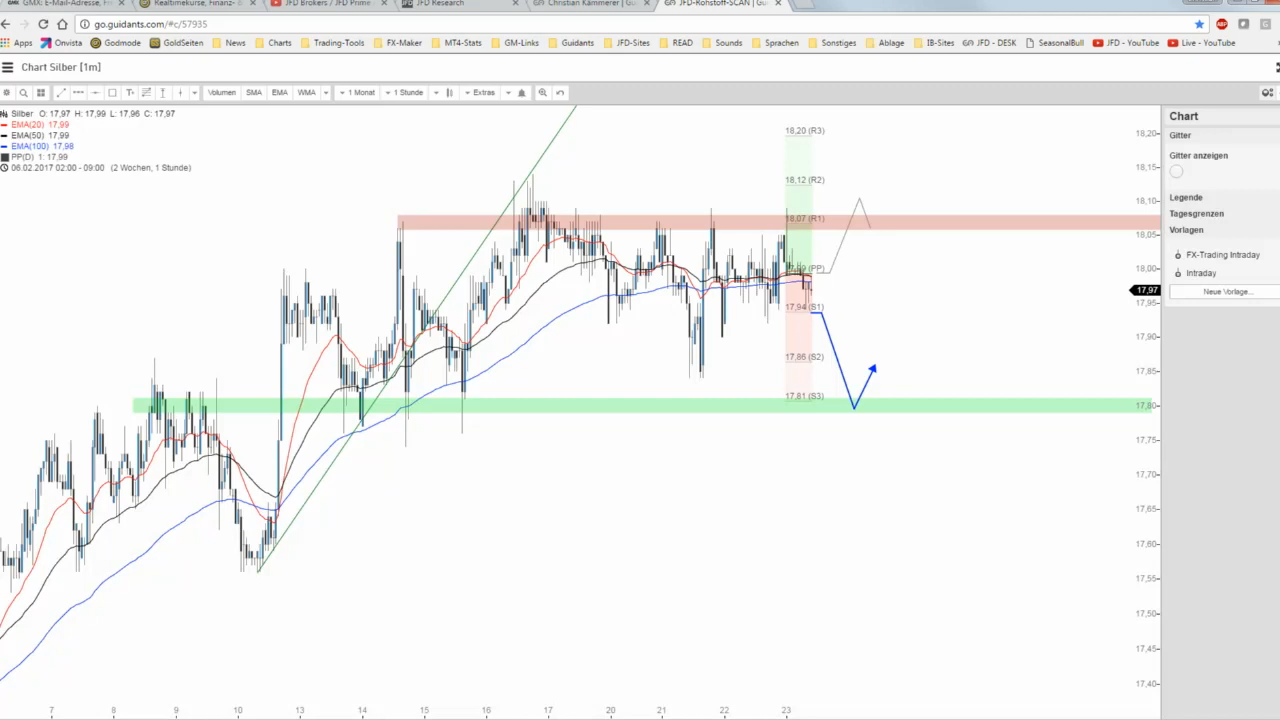 GMX: E-Mail-Adresse, Fr
Realtimekurse, Finanz- &
JFD Brokers / JFD Prime
JFD Research
Christian Kämmerer | Gu
JFD-Rohstoff-SCAN | Gui
go.guidants.com/#c/57935
Apps Onvista Godmode GoldSeiten News Charts Trading-Tools FX-Maker MT4-Stats GM-Links Guidants JFD-Sites READ Sounds Sprachen Sonstiges Ablage IB-Sites JFD - DESK SeasonalBull JFD - YouTube Live - YouTube
Chart Silber [1m]
Volumen SMA EMA WMA 1 Monat 1 Stunde Extras
Silber O: 17,97 H: 17,99 L: 17,96 C: 17,97
EMA(20) 17,99
EMA(50) 17,99
EMA(100) 17,98
PP(D) 1: 17,99
06.02.2017 02:00 - 09:00 (2 Wochen, 1 Stunde)
18,20 (R3)
18,12 (R2)
18,07 (R1)
17,99 (PP)
17,94 (S1)
17,86 (S2)
17,81 (S3)
18,20
18,15
18,10
18,05
18,00
17,97
17,95
17,90
17,85
17,80
17,75
17,70
17,65
17,60
17,55
17,50
17,45
17,40
7 8 9 10 13 14 15 16 17 20 21 22 23
Chart
Gitter
Gitter anzeigen
Legende
Tagesgrenzen
Vorlagen
FX-Trading Intraday
Intraday
Neue Vorlage...